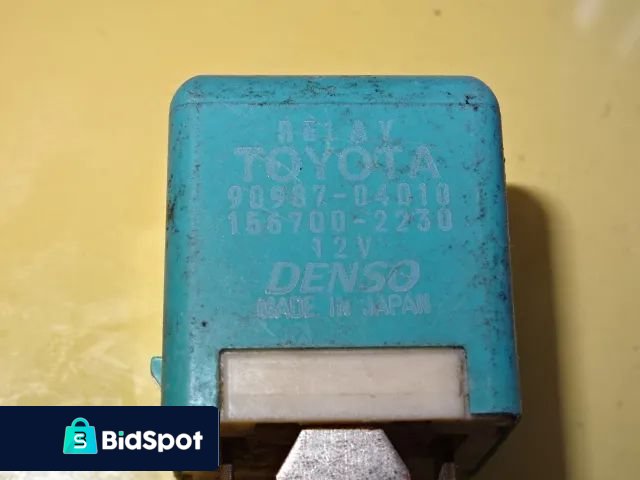 RELAY
TOYOTA
90987-04010
156700-2230
12V
DENSO
MADE IN JAPAN
BidSpot